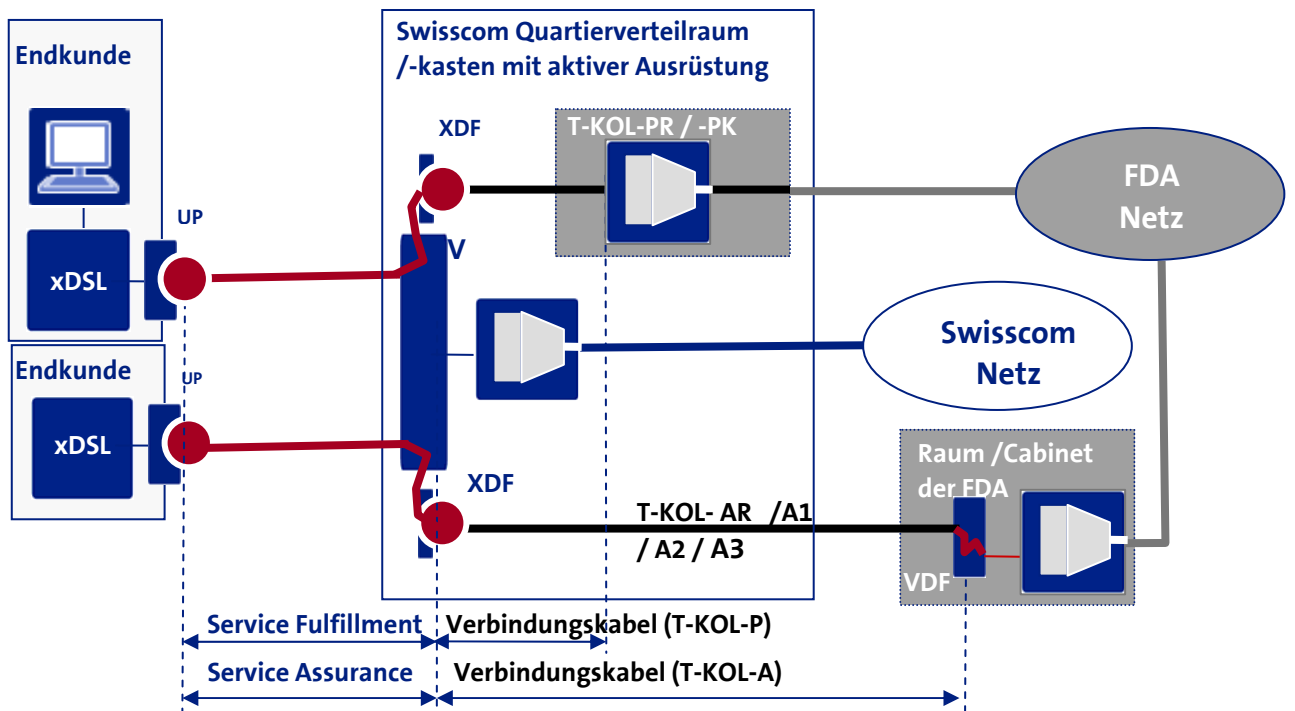 Endkunde
xDSL
UP
Endkunde
xDSL
UP
Swisscom Quartierverteilraum
/-kasten mit aktiver Ausrüstung
XDF
T-KOL-PR / -PK
V
FDA
Netz
Swisscom
Netz
XDF
T-KOL- AR /A1
/ A2 / A3
Raum /Cabinet
der FDA
VDF
Service Fulfillment
Verbindungskabel (T-KOL-P)
Service Assurance
Verbindungskabel (T-KOL-A)